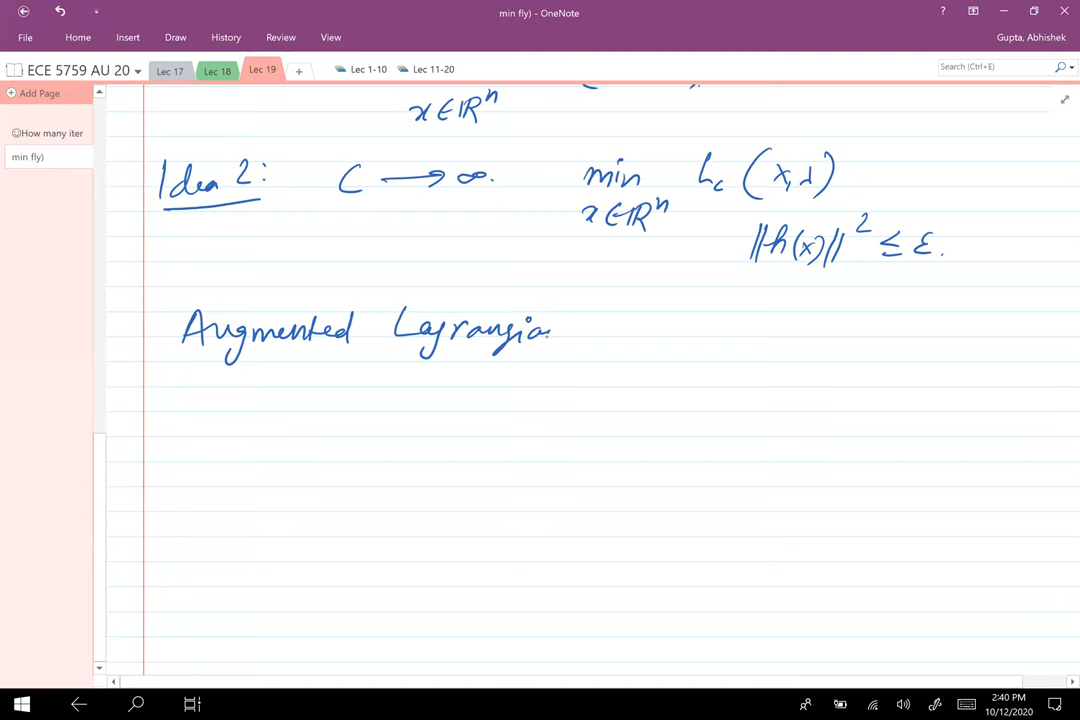 min fly) - OneNote
?
File Home Insert Draw History Review View Gupta, Abhishek
ECE 5759 AU 20 Lec 17 Lec 18 Lec 19 + Lec 1-10 Lec 11-20 Search (Ctrl+E)
Add Page
How many iter
min fly)
x ∈ ℝⁿ
Idea 2: C → ∞. min L_c (x, λ)
x ∈ ℝⁿ
||h(x)||² ≤ ε.
Augmented Lagrangian
2:40 PM
10/12/2020